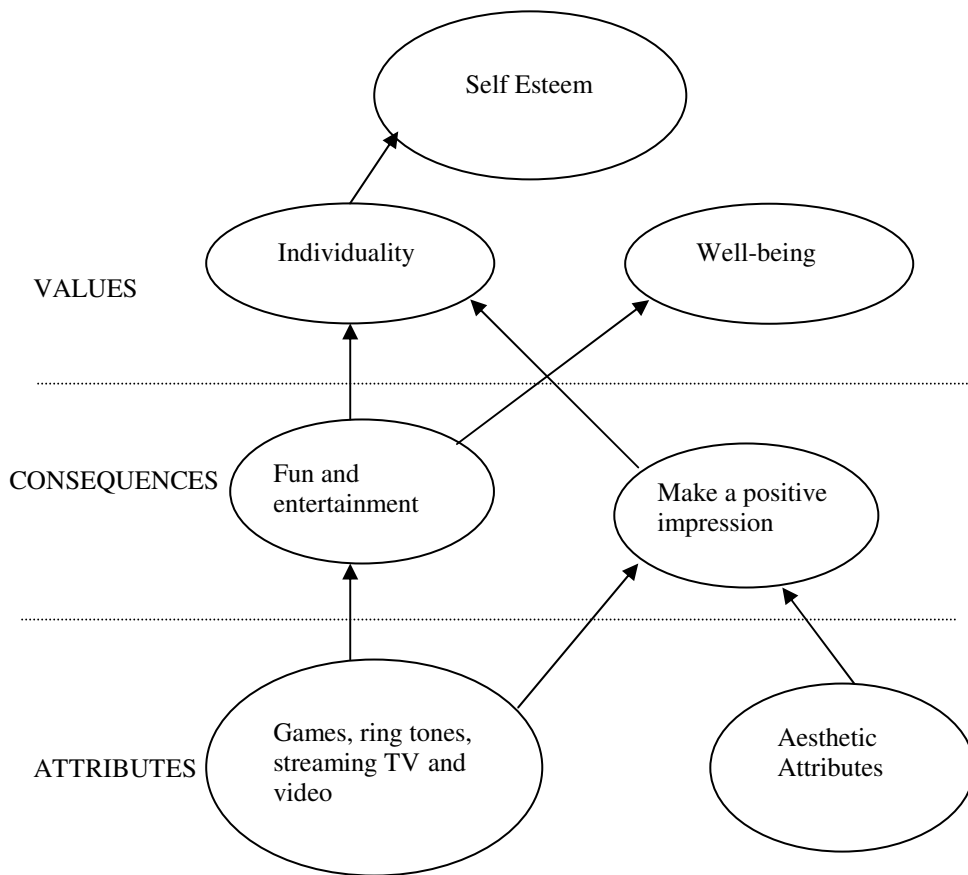 Self Esteem
Individuality
Well-being
VALUES
Fun and
entertainment
CONSEQUENCES
Make a positive
impression
Games, ring tones,
streaming TV and
video
ATTRIBUTES
Aesthetic
Attributes